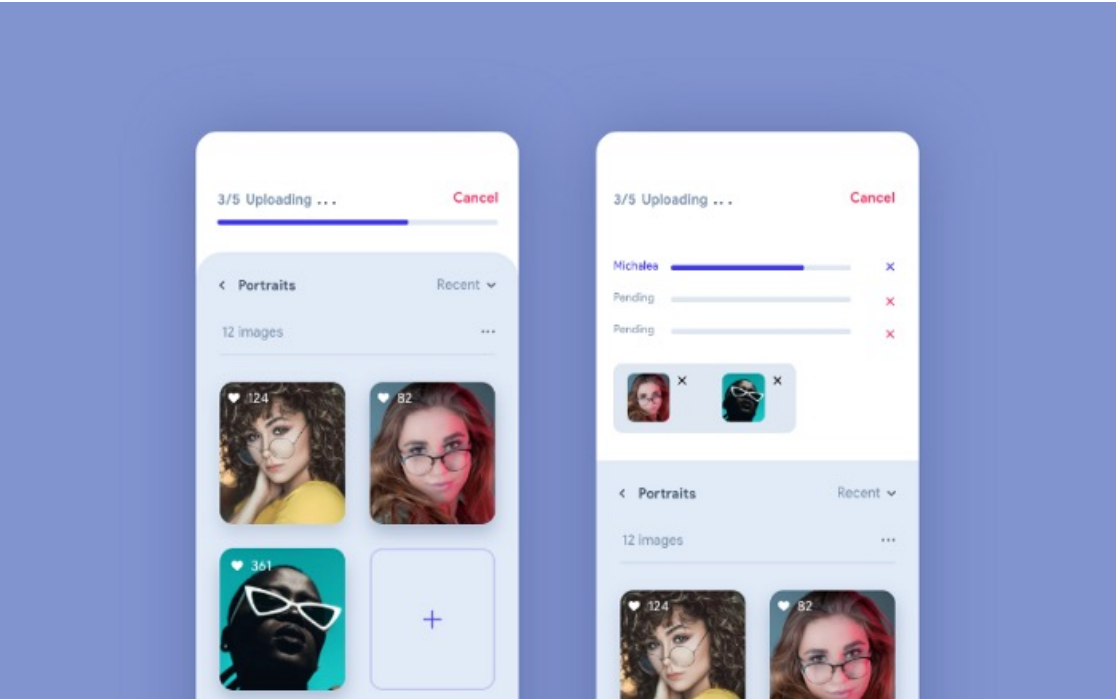 3/5 Uploading ...
Cancel
Portraits
Recent
12 images
124
82
361
3/5 Uploading ...
Cancel
Michalea
Pending
Pending
Portraits
Recent
12 images
124
82